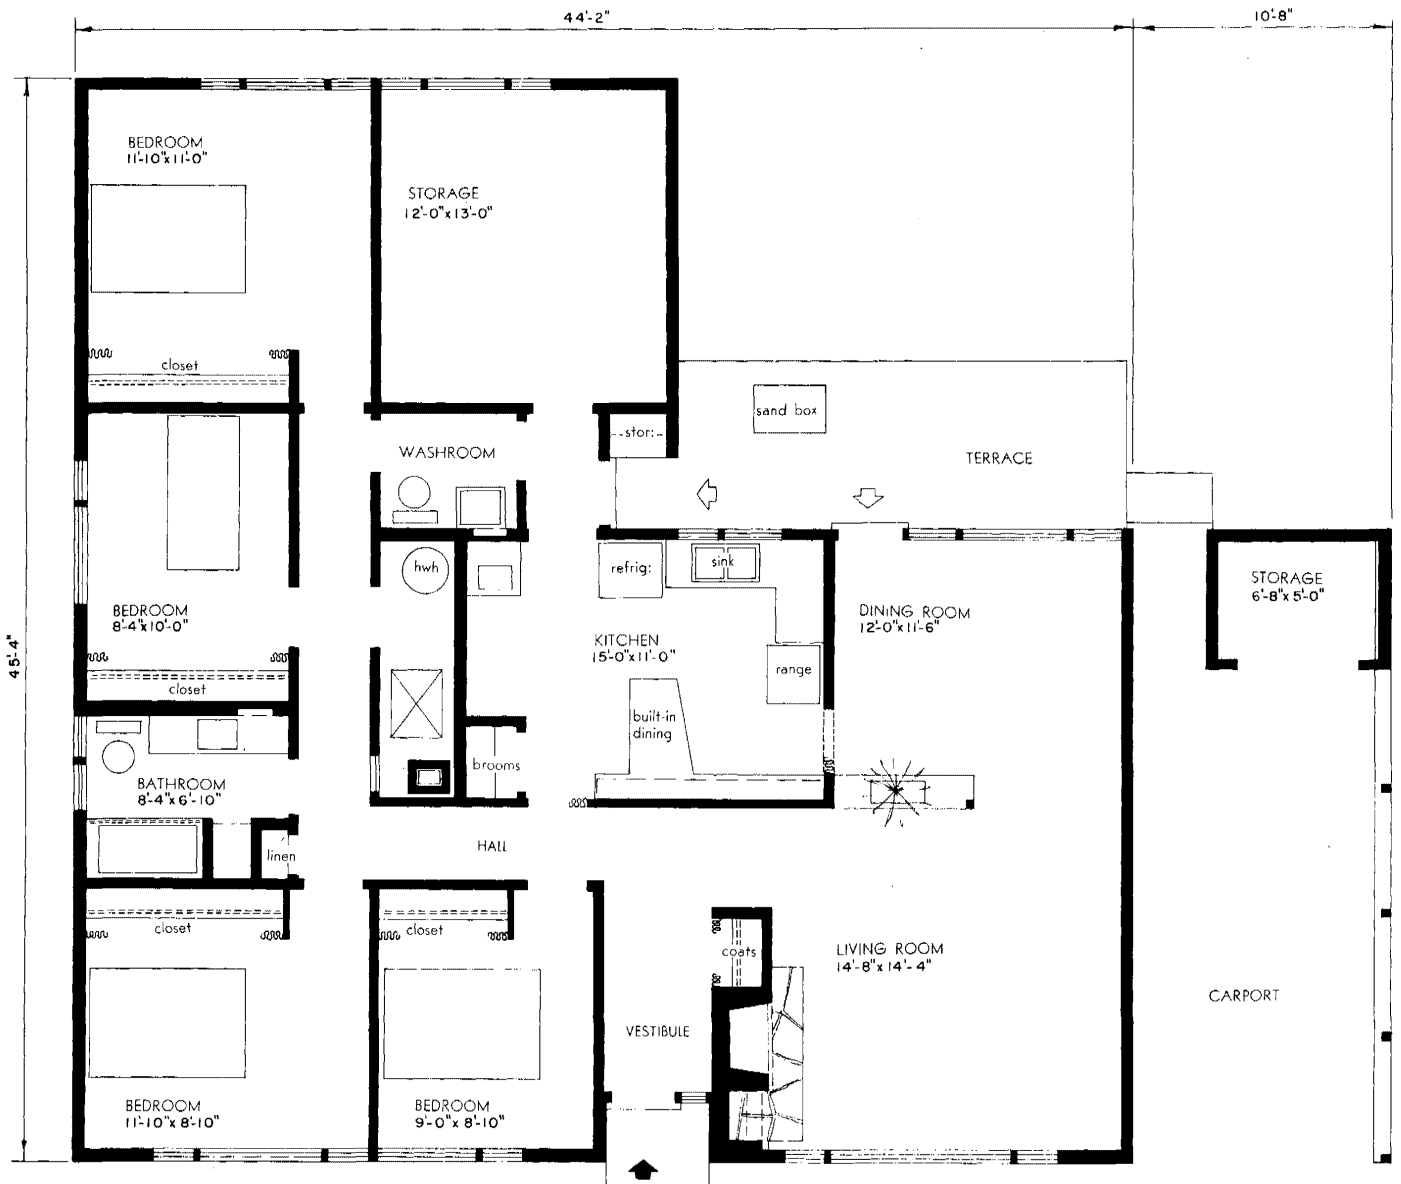 44'-2"
10'-8"
45'-4"
BEDROOM
11'-10"x11'-0"
STORAGE
12'-0"x13'-0"
closet
sand box
stor:
WASHROOM
TERRACE
hwh
refrig:
sink
STORAGE
6'-8"x5'-0"
BEDROOM
8'-4"x10'-0"
DINING ROOM
12'-0"x11'-6"
KITCHEN
15'-0"x11'-0"
range
closet
built-in
dining
brooms
BATHROOM
8'-4"x6'-10"
HALL
linen
closet
closet
coats
LIVING ROOM
14'-8"x14'-4"
CARPORT
VESTIBULE
BEDROOM
11'-10"x8'-10"
BEDROOM
9'-0"x8'-10"